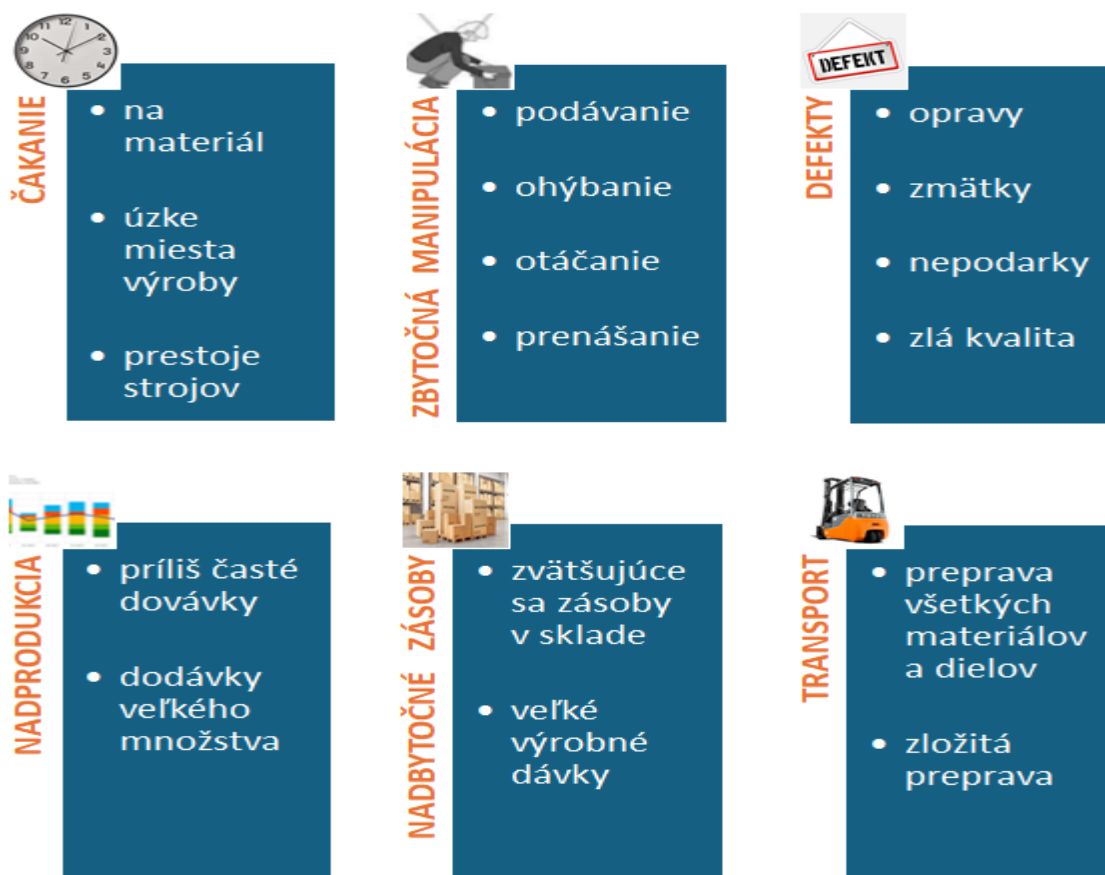 ČAKANIE
• na
materiál
• úzke
miesta
výroby
• prestoje
strojov
ZBYTOČNÁ MANIPULÁCIA
• podávanie
• ohýbanie
• otáčanie
• prenášanie
DEFEKT
DEFEKTY
• opravy
• zmätky
• nepodarky
• zlá kvalita
NADPRODUKCIA
• príliš časté
dovávky
• dodávky
veľkého
množstva
NADBYTOČNÉ ZÁSOBY
• zvätšujúce
sa zásoby
v sklade
• veľké
výrobné
dávky
TRANSPORT
• preprava
všetkých
materiálov
a dielov
• zložitá
preprava